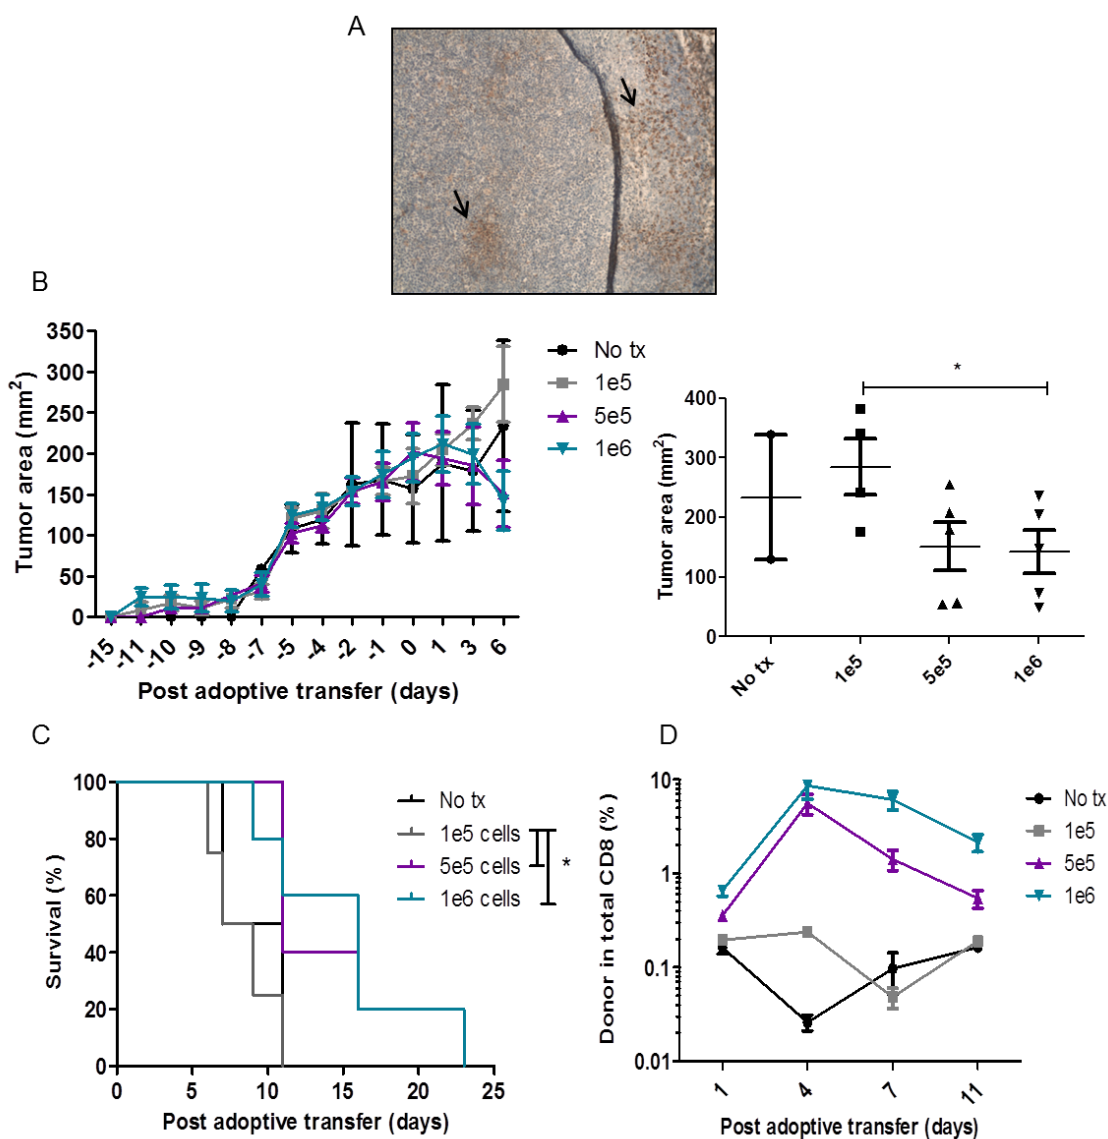 A
B
350
300
250
200
150
100
50
0
Tumor area (mm²)
-15 -11 -10 -9 -8 -7 -5 -4 -2 -1 0 1 3 6
Post adoptive transfer (days)
No tx
1e5
5e5
1e6
*
400
300
200
100
0
Tumor area (mm²)
No tx 1e5 5e5 1e6
C
100
80
60
40
20
0
Survival (%)
0 5 10 15 20 25
Post adoptive transfer (days)
No tx
1e5 cells
5e5 cells
1e6 cells
*
D
10
1
0.1
0.01
Donor in total CD8 (%)
1 4 7 11
Post adoptive transfer (days)
No tx
1e5
5e5
1e6